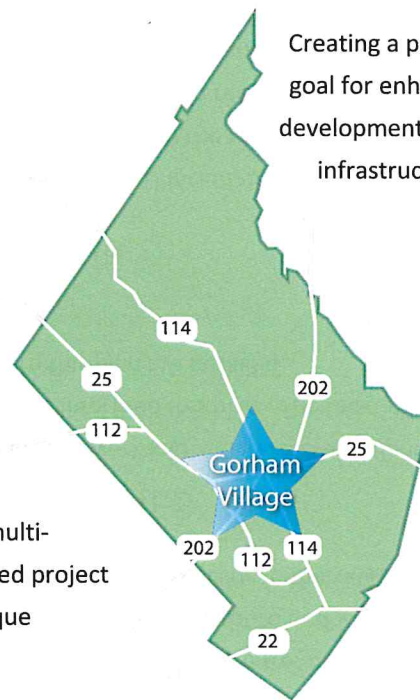 Creating a p
goal for enh
development
infrastruc
114
25
202
112
25
Gorham
Village
202
112
114
22
multi-
ed project
que